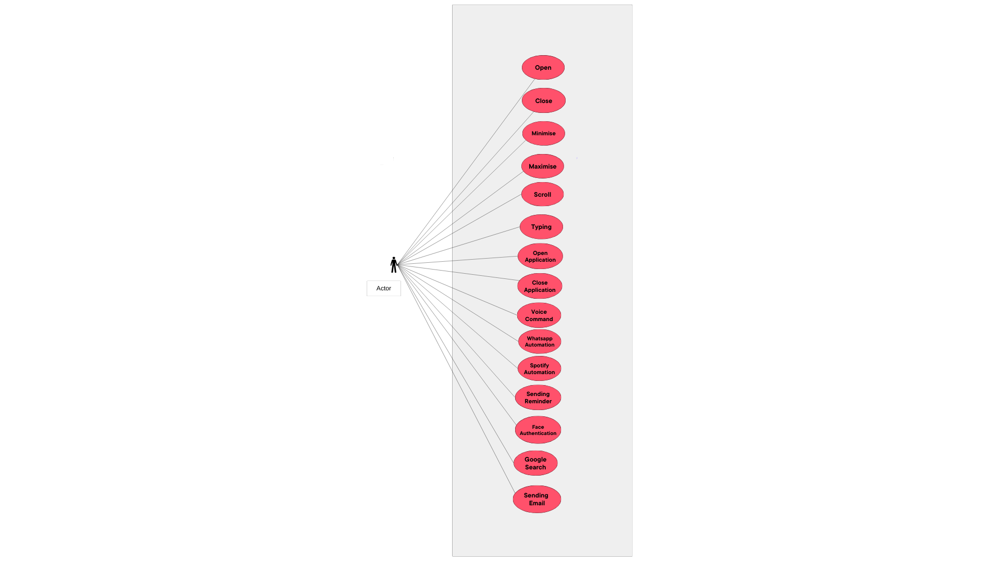 Open
Close
Minimise
Maximise
Scroll
Typing
Open
Application
Actor
Close
Application
Voice
Command
Whatsapp
Automation
Spotify
Automation
Sending
Reminder
Face
Authentication
Google
Search
Sending
Email